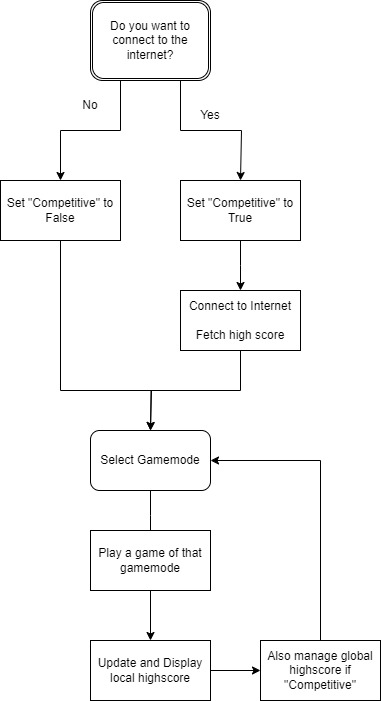 Do you want to
connect to the
internet?
No
Yes
Set "Competitive" to
False
Set "Competitive" to
True
Connect to Internet
Fetch high score
Select Gamemode
Play a game of that
gamemode
Update and Display
local highscore
Also manage global
highscore if
"Competitive"